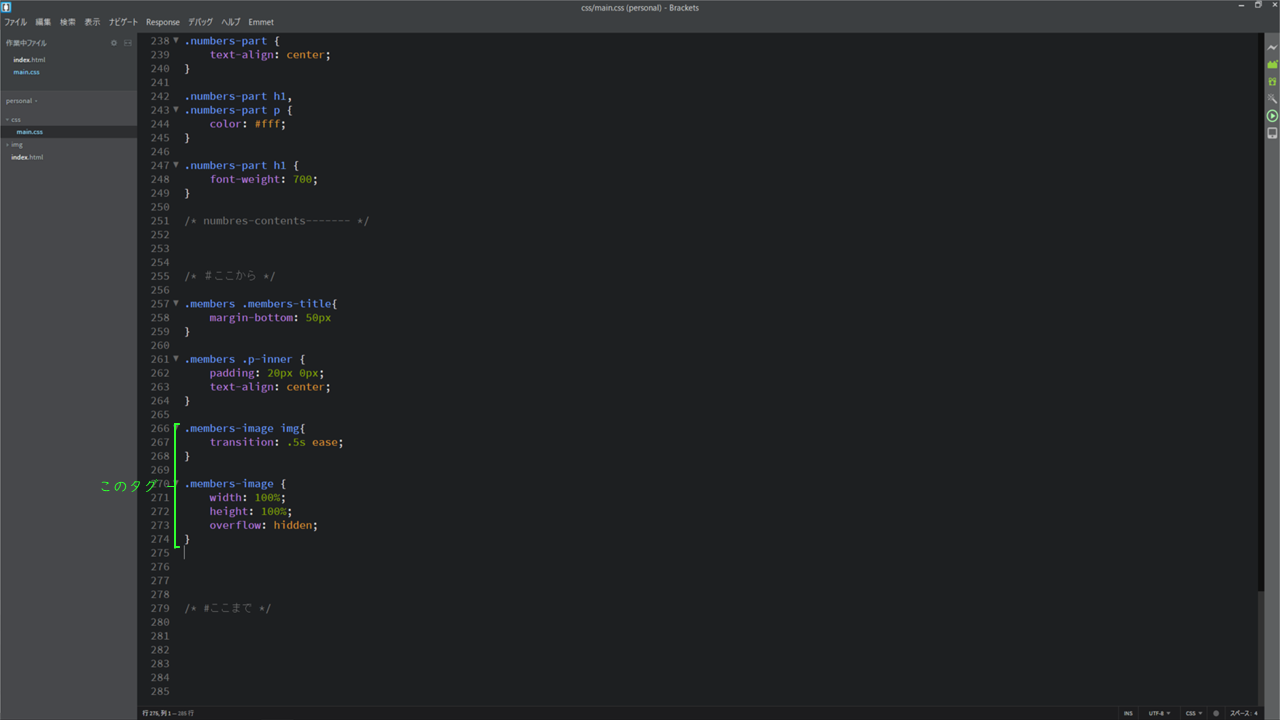 css/main.css (personal) - Brackets
ファイル 編集 検索 表示 ナビゲート Response デバッグ ヘルプ Emmet
作業中ファイル
index.html
main.css
personal
css
main.css
img
index.html
238 .numbers-part {
239 text-align: center;
240 }
241
242 .numbers-part h1,
243 .numbers-part p {
244 color: #fff;
245 }
246
247 .numbers-part h1 {
248 font-weight: 700;
249 }
250
251 /* numbres-contents------- */
252
253
254
255 /* #ここから */
256
257 .members .members-title{
258 margin-bottom: 50px
259 }
260
261 .members .p-inner {
262 padding: 20px 0px;
263 text-align: center;
264 }
265
266 .members-image img{
267 transition: .5s ease;
268 }
269
このタグ
270 .members-image {
271 width: 100%;
272 height: 100%;
273 overflow: hidden;
274 }
275
276
277
278
279 /* #ここまで */
280
281
282
283
284
285
行 275, 列 1 — 285 行
INS UTF-8 CSS スペース: 4